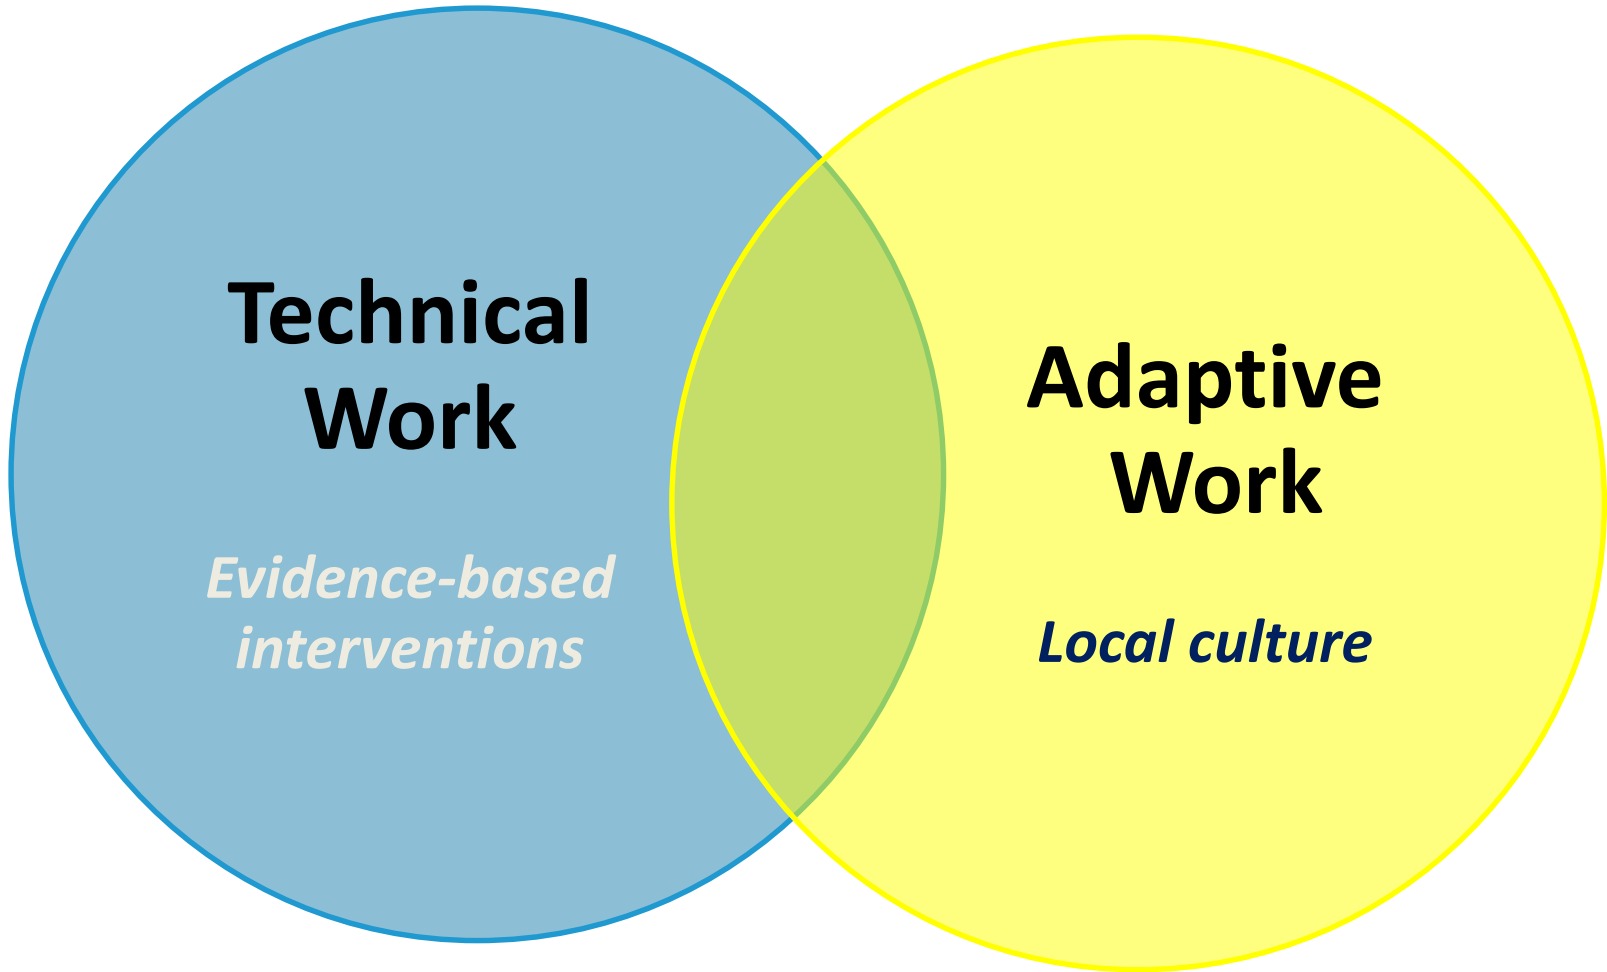 Technical
Work
Evidence-based
interventions
Adaptive
Work
Local culture